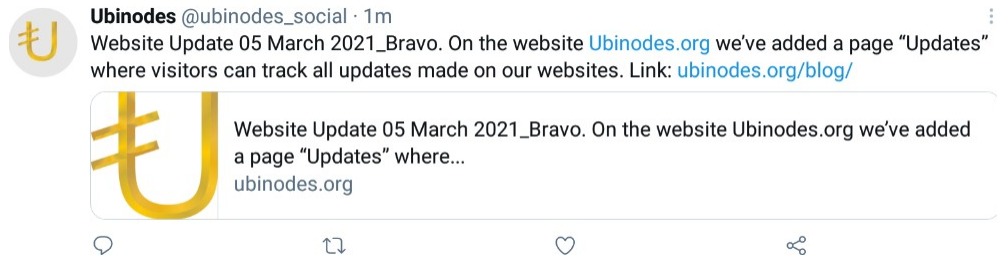 Ubinodes @ubinodes_social · 1m
Website Update 05 March 2021_Bravo. On the website Ubinodes.org we’ve added a page “Updates”
where visitors can track all updates made on our websites. Link: ubinodes.org/blog/
Website Update 05 March 2021_Bravo. On the website Ubinodes.org we’ve added
a page “Updates” where...
ubinodes.org